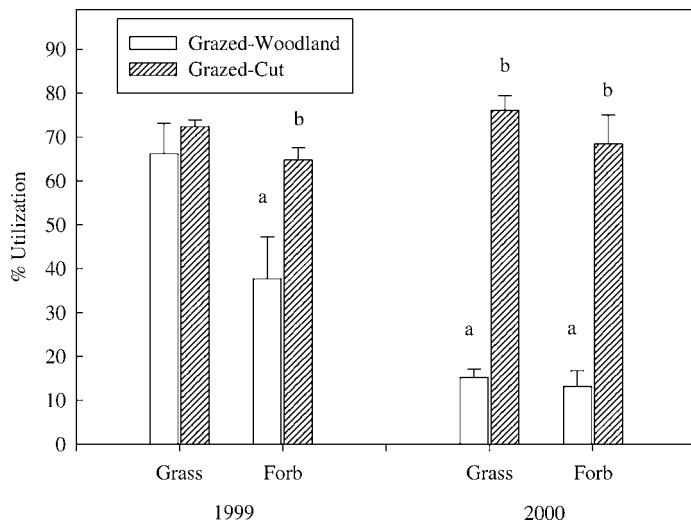 90
80
70
60
50
40
30
20
10
0
% Utilization
Grazed-Woodland
Grazed-Cut
b
a
b
b
a
a
Grass Forb Grass Forb
1999 2000